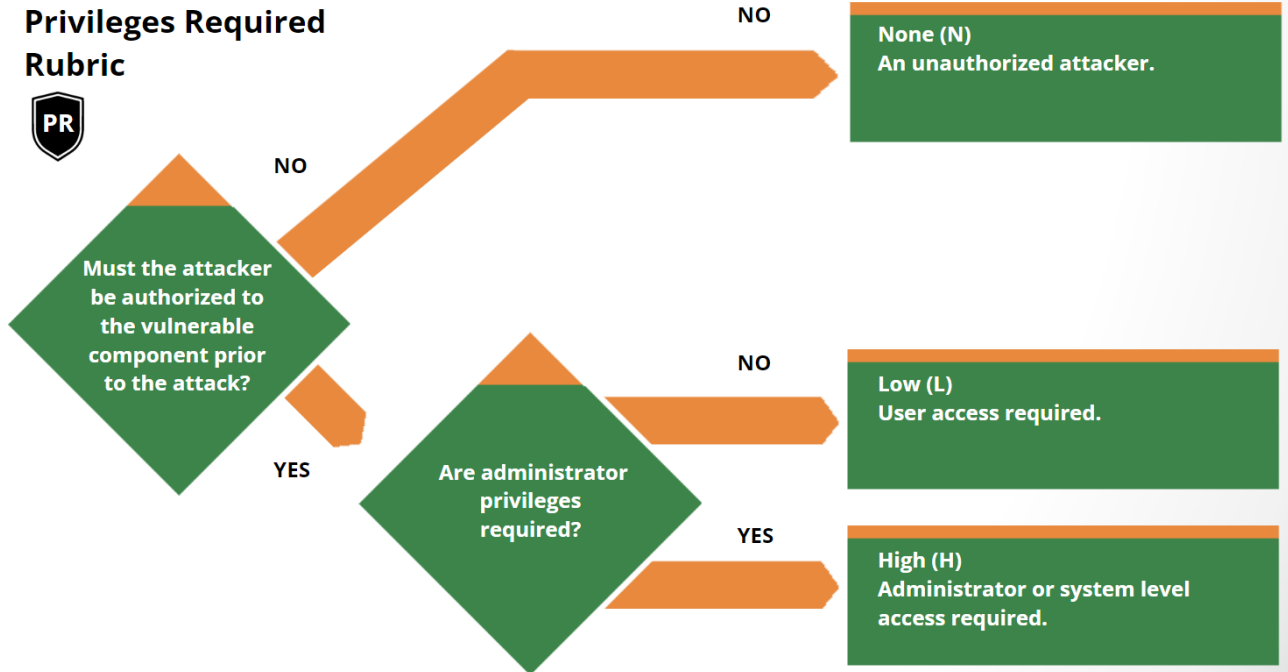 Privileges Required
Rubric
PR
NO
NO
None (N)
An unauthorized attacker.
Must the attacker
be authorized to
the vulnerable
component prior
to the attack?
YES
Are administrator
privileges
required?
NO
Low (L)
User access required.
YES
High (H)
Administrator or system level
access required.